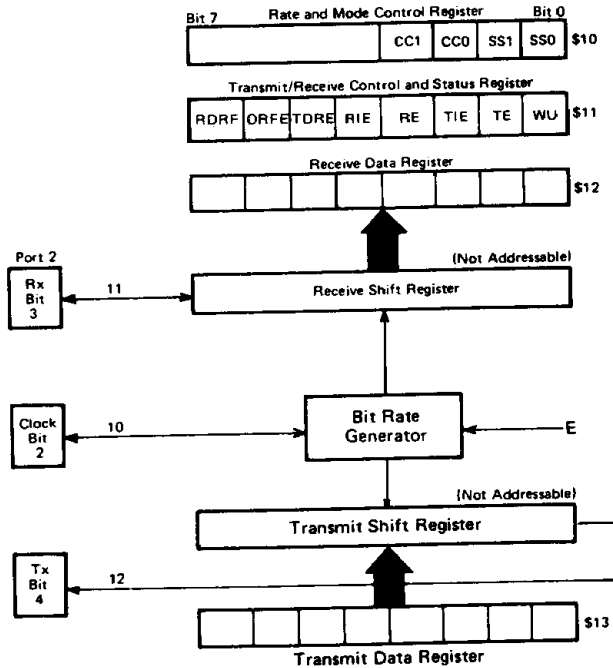 Bit 7 Rate and Mode Control Register Bit 0
CC1 CC0 SS1 SS0 $10
Transmit/Receive Control and Status Register
RDRF ORFE TDRE RIE RE TIE TE WU $11
Receive Data Register
$12
Port 2
(Not Addressable)
Rx
Bit
3
11
Receive Shift Register
Clock
Bit
2
10
Bit Rate
Generator
E
(Not Addressable)
Transmit Shift Register
Tx
Bit
4
12
$13
Transmit Data Register